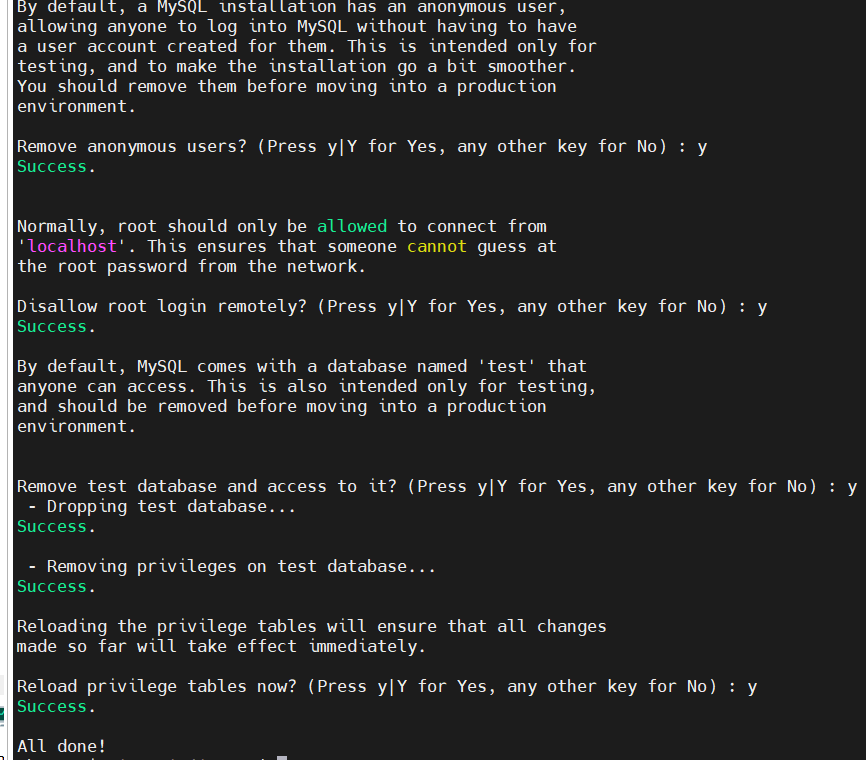 By default, a MySQL installation has an anonymous user,
allowing anyone to log into MySQL without having to have
a user account created for them. This is intended only for
testing, and to make the installation go a bit smoother.
You should remove them before moving into a production
environment.
Remove anonymous users? (Press y|Y for Yes, any other key for No) : y
Success.
Normally, root should only be allowed to connect from
'localhost'. This ensures that someone cannot guess at
the root password from the network.
Disallow root login remotely? (Press y|Y for Yes, any other key for No) : y
Success.
By default, MySQL comes with a database named 'test' that
anyone can access. This is also intended only for testing,
and should be removed before moving into a production
environment.
Remove test database and access to it? (Press y|Y for Yes, any other key for No) : y
- Dropping test database...
Success.
- Removing privileges on test database...
Success.
Reloading the privilege tables will ensure that all changes
made so far will take effect immediately.
Reload privilege tables now? (Press y|Y for Yes, any other key for No) : y
Success.
All done!